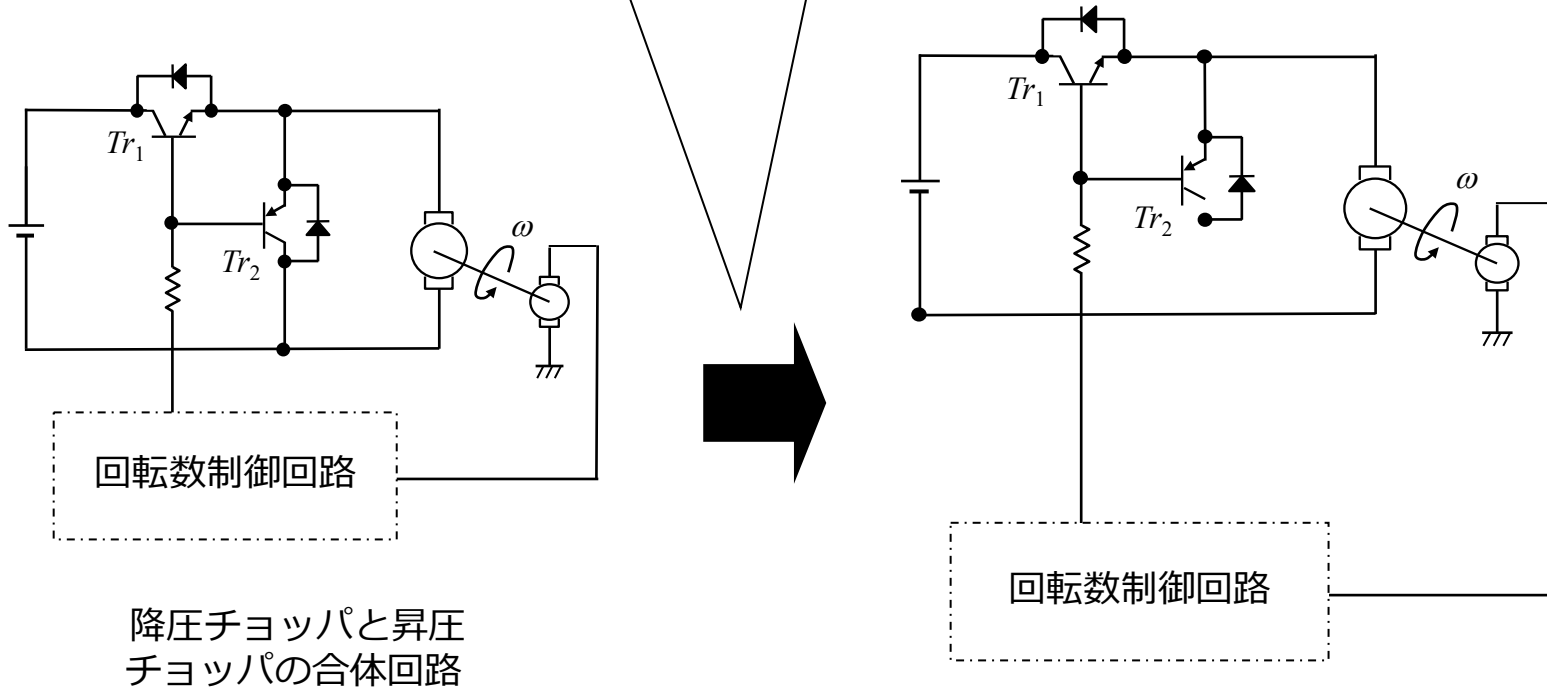 Tr₁
Tr₂
ω
回転数制御回路
降圧チョッパと昇圧
チョッパの合体回路
Tr₁
Tr₂
ω
回転数制御回路